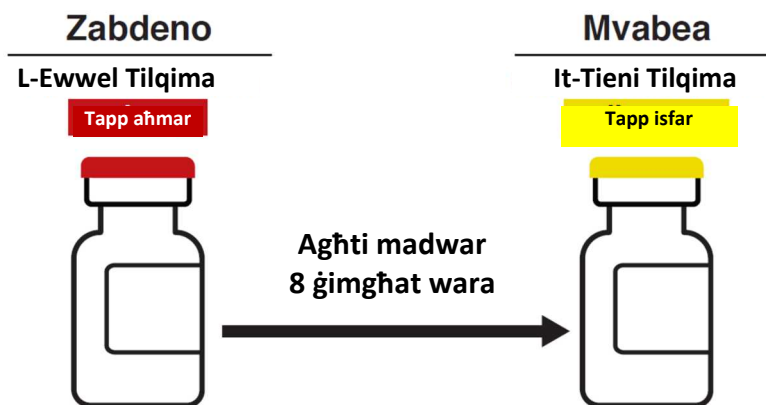 Zabdeno
L-Ewwel Tilqima
Tapp aħmar
Mvabea
It-Tieni Tilqima
Tapp isfar
Agħti madwar
8 ġimgħat wara